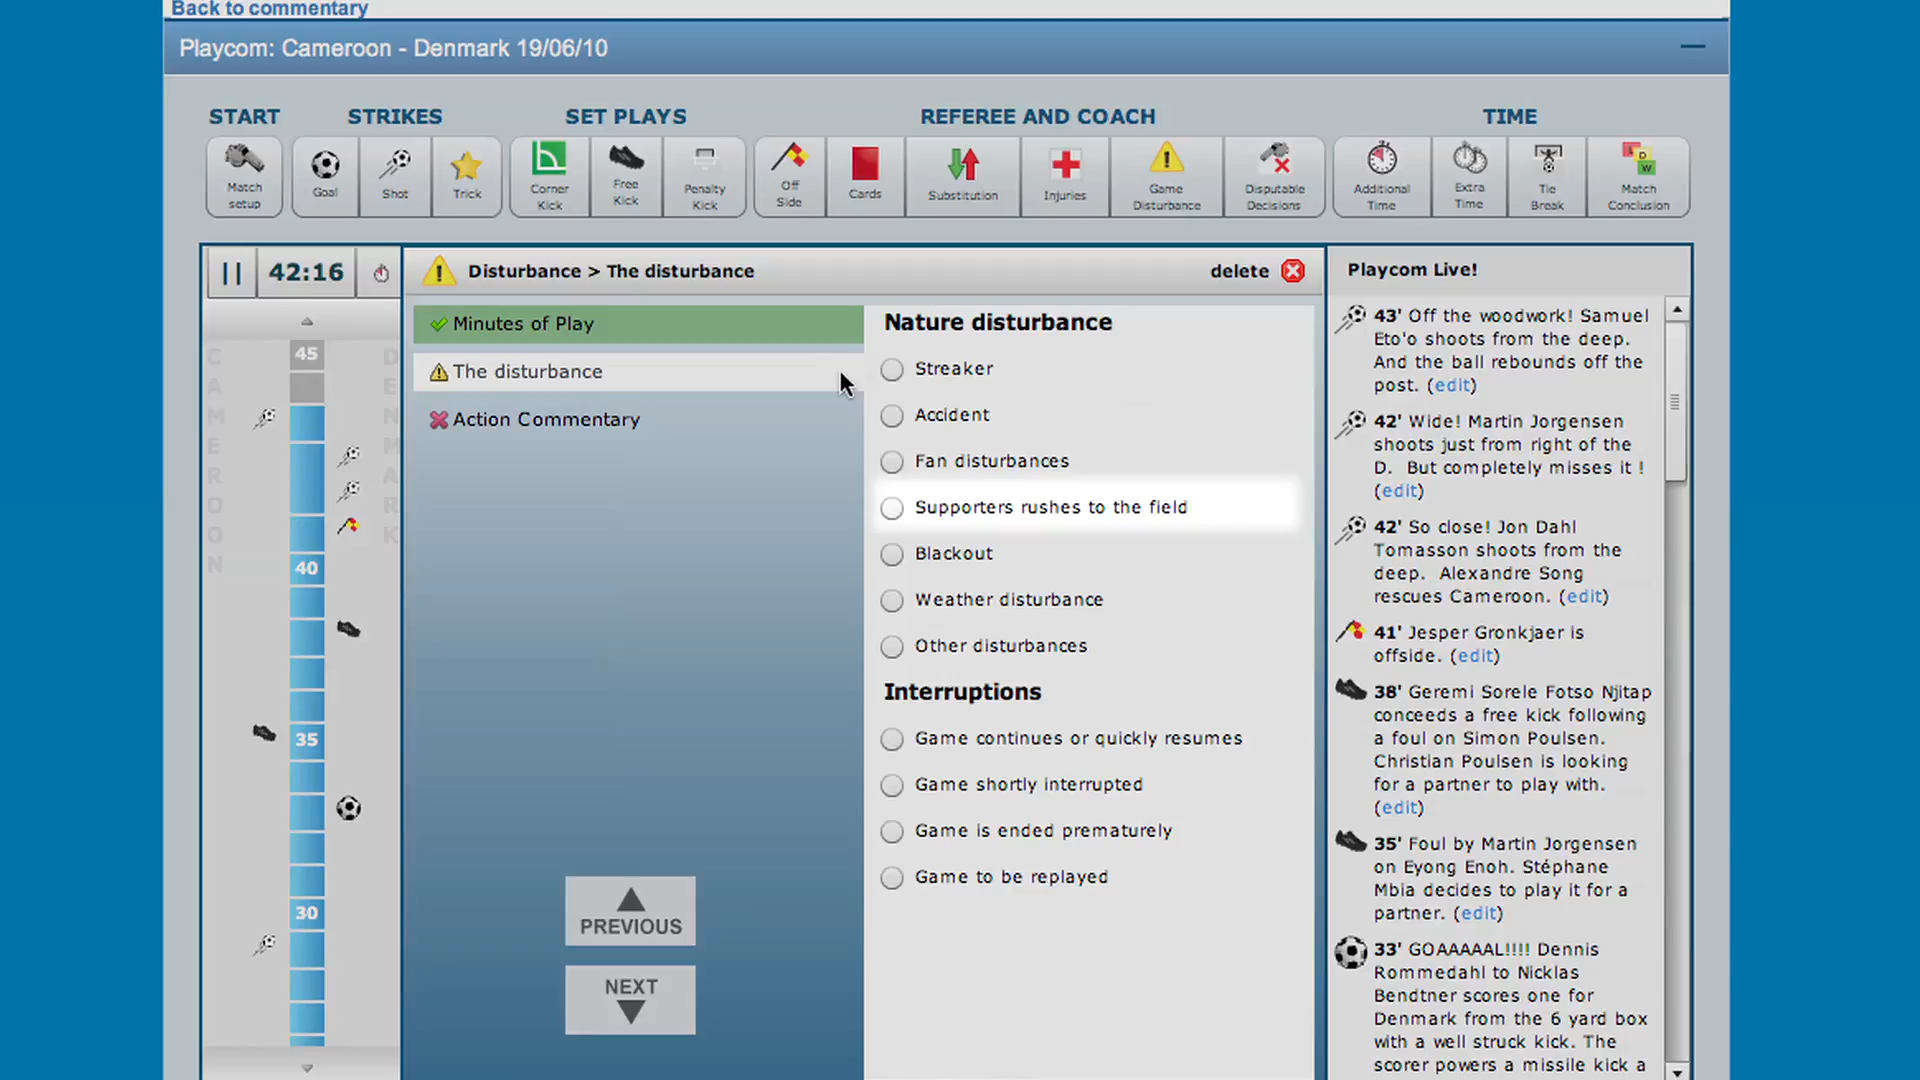 Back to commentary
Playcom: Cameroon - Denmark 19/06/10
START
STRIKES
SET PLAYS
REFEREE AND COACH
TIME
Match setup
Goal
Shot
Trick
Corner Kick
Free Kick
Penalty Kick
Off Side
Cards
Substitution
Injuries
Game Disturbance
Disputable Decisions
Additional Time
Extra Time
Tie Break
Match Conclusion
42:16
Disturbance > The disturbance
delete
Playcom Live!
CAMEROON
DENMARK
45
40
35
30
Minutes of Play
The disturbance
Action Commentary
PREVIOUS
NEXT
Nature disturbance
Streaker
Accident
Fan disturbances
Supporters rushes to the field
Blackout
Weather disturbance
Other disturbances
Interruptions
Game continues or quickly resumes
Game shortly interrupted
Game is ended prematurely
Game to be replayed
43' Off the woodwork! Samuel
Eto'o shoots from the deep.
And the ball rebounds off the
post. (edit)
42' Wide! Martin Jorgensen
shoots just from right of the
D. But completely misses it !
(edit)
42' So close! Jon Dahl
Tomasson shoots from the
deep. Alexandre Song
rescues Cameroon. (edit)
41' Jesper Gronkjaer is
offside. (edit)
38' Geremi Sorele Fotso Njitap
conceeds a free kick following
a foul on Simon Poulsen.
Christian Poulsen is looking
for a partner to play with.
(edit)
35' Foul by Martin Jorgensen
on Eyong Enoh. Stéphane
Mbia decides to play it for a
partner. (edit)
33' GOAAAAAL!!!! Dennis
Rommedahl to Nicklas
Bendtner scores one for
Denmark from the 6 yard box
with a well struck kick. The
scorer powers a missile kick a